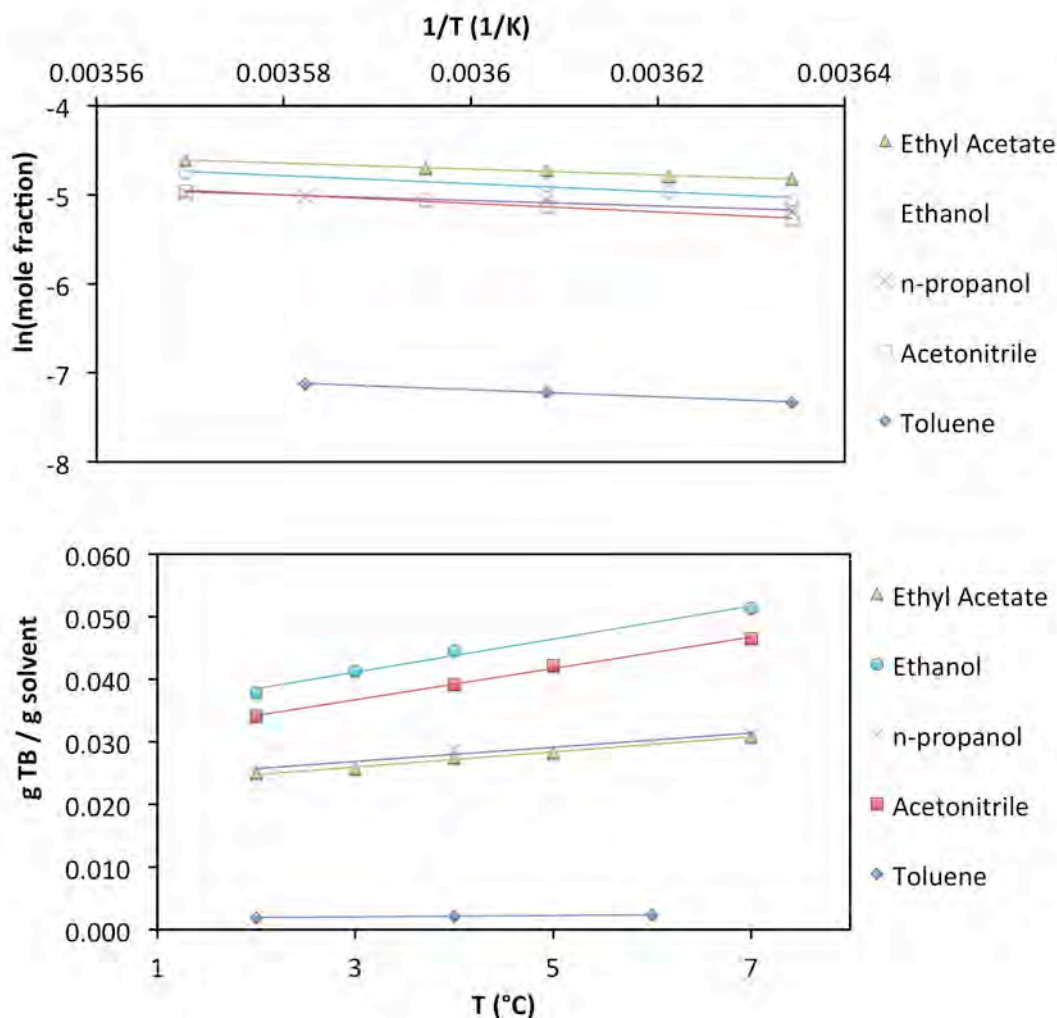 1/T (1/K)
0.00356 0.00358 0.0036 0.00362 0.00364
-4
-5
-6
-7
-8
ln(mole fraction)
Ethyl Acetate
Ethanol
n-propanol
Acetonitrile
Toluene
0.060
0.050
0.040
0.030
0.020
0.010
0.000
g TB / g solvent
Ethyl Acetate
Ethanol
n-propanol
Acetonitrile
Toluene
1 3 5 7
T (°C)